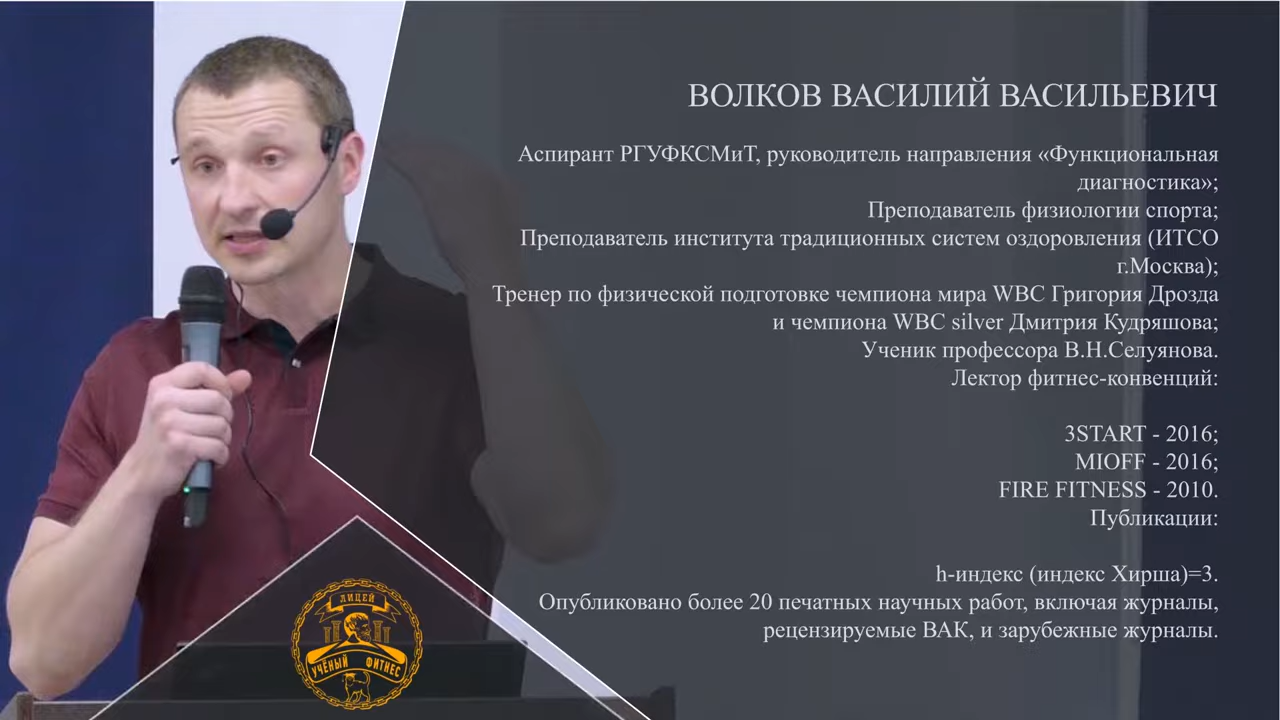 ВОЛКОВ ВАСИЛИЙ ВАСИЛЬЕВИЧ
Аспирант РГУФКСМиТ, руководитель направления «Функциональная
диагностика»;
Преподаватель физиологии спорта;
Преподаватель института традиционных систем оздоровления (ИТСО
г.Москва);
Тренер по физической подготовке чемпиона мира WBC Григория Дрозда
и чемпиона WBC silver Дмитрия Кудряшова;
Ученик профессора В.Н.Селуянова.
Лектор фитнес-конвенций:
3START - 2016;
MIOFF - 2016;
FIRE FITNESS - 2010.
Публикации:
h-индекс (индекс Хирша)=3.
Опубликовано более 20 печатных научных работ, включая журналы,
рецензируемые ВАК, и зарубежные журналы.
ЛИЦЕЙ
УЧЁНЫЙ ФИТНЕС